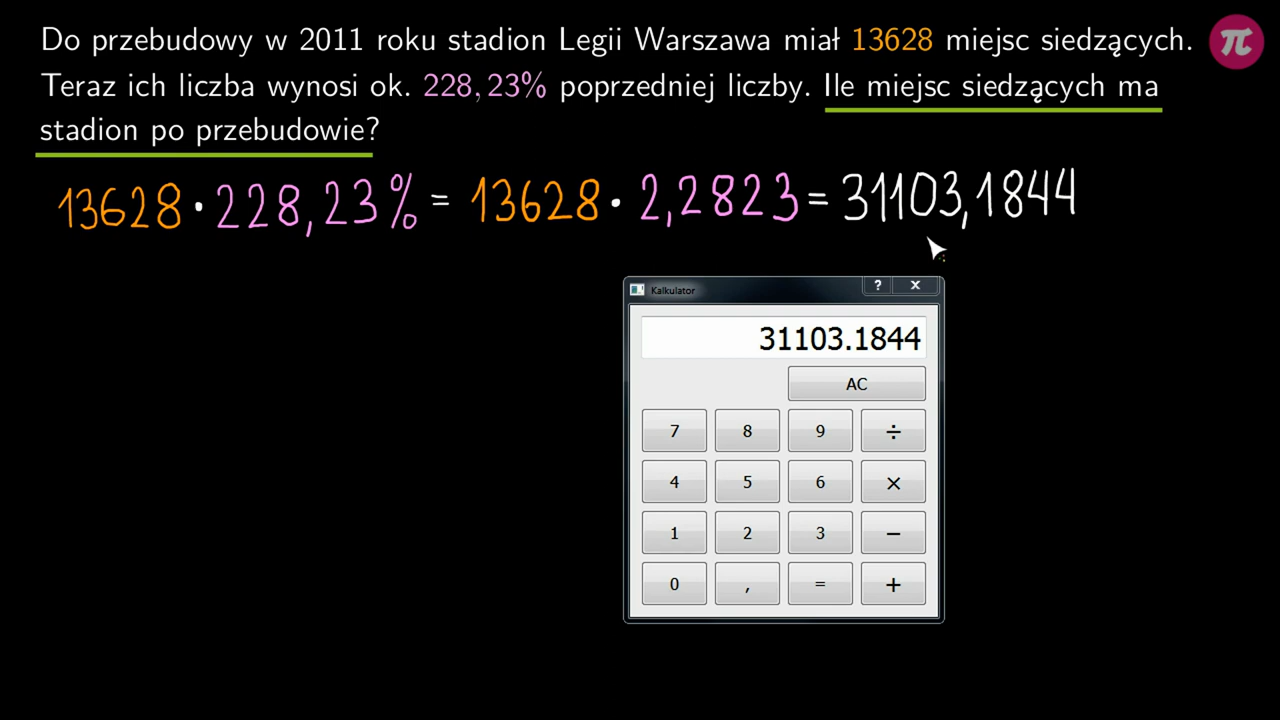 Do przebudowy w 2011 roku stadion Legii Warszawa miał 13628 miejsc siedzących.
Teraz ich liczba wynosi ok. 228,23% poprzedniej liczby. Ile miejsc siedzących ma
stadion po przebudowie?
π
13628 · 228,23% = 13628 · 2,2823 = 31103,1844
Kalkulator ?
31103.1844
AC
7 8 9 ÷
4 5 6 ×
1 2 3 −
0 , = +